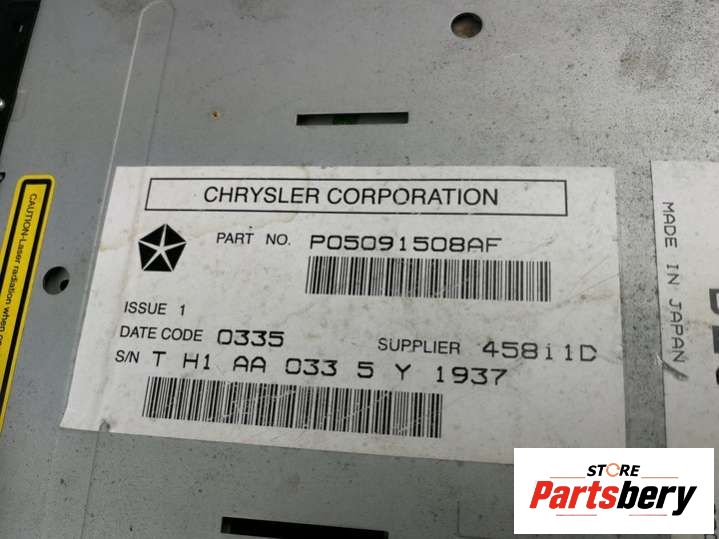 CHRYSLER CORPORATION
PART NO. P05091508AF
ISSUE 1
DATE CODE 0335 SUPPLIER 458i1D
S/N T H1 AA 033 5 Y 1937
CAUTION-Laser
radiation when
MADE IN JAPAN
STORE
Partsbery